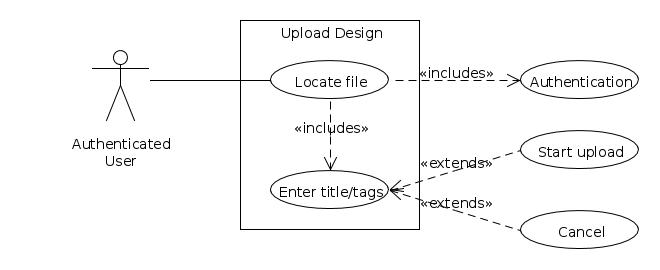 Upload Design
Locate file
«includes»
Authentication
Authenticated
User
«includes»
Start upload
«extends»
Enter title/tags
«extends»
Cancel